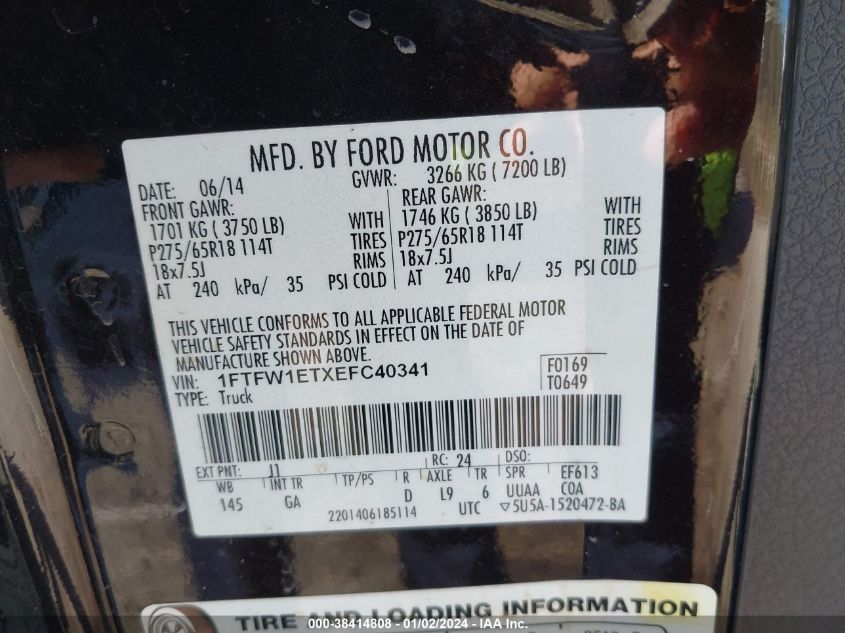 MFD. BY FORD MOTOR CO.
DATE: 06/14 GVWR: 3266 KG ( 7200 LB)
FRONT GAWR: REAR GAWR:
1701 KG ( 3750 LB) WITH 1746 KG ( 3850 LB) WITH
P275/65R18 114T TIRES P275/65R18 114T TIRES
18x7.5J RIMS 18x7.5J RIMS
AT 240 kPa/ 35 PSI COLD AT 240 kPa/ 35 PSI COLD
THIS VEHICLE CONFORMS TO ALL APPLICABLE FEDERAL MOTOR
VEHICLE SAFETY STANDARDS IN EFFECT ON THE DATE OF
MANUFACTURE SHOWN ABOVE.
VIN: 1FTFW1ETXEFC40341 F0169
TYPE: Truck T0649
EXT PNT: J1 RC: 24 DSO:
WB INT TR TP/PS R AXLE TR SPR EF613
145 GA D L9 6 UUAA COA
2201406185114 UTC ▽5U5A-1520472-BA
TIRE AND LOADING INFORMATION
000-38414808 - 01/02/2024 - IAA Inc.